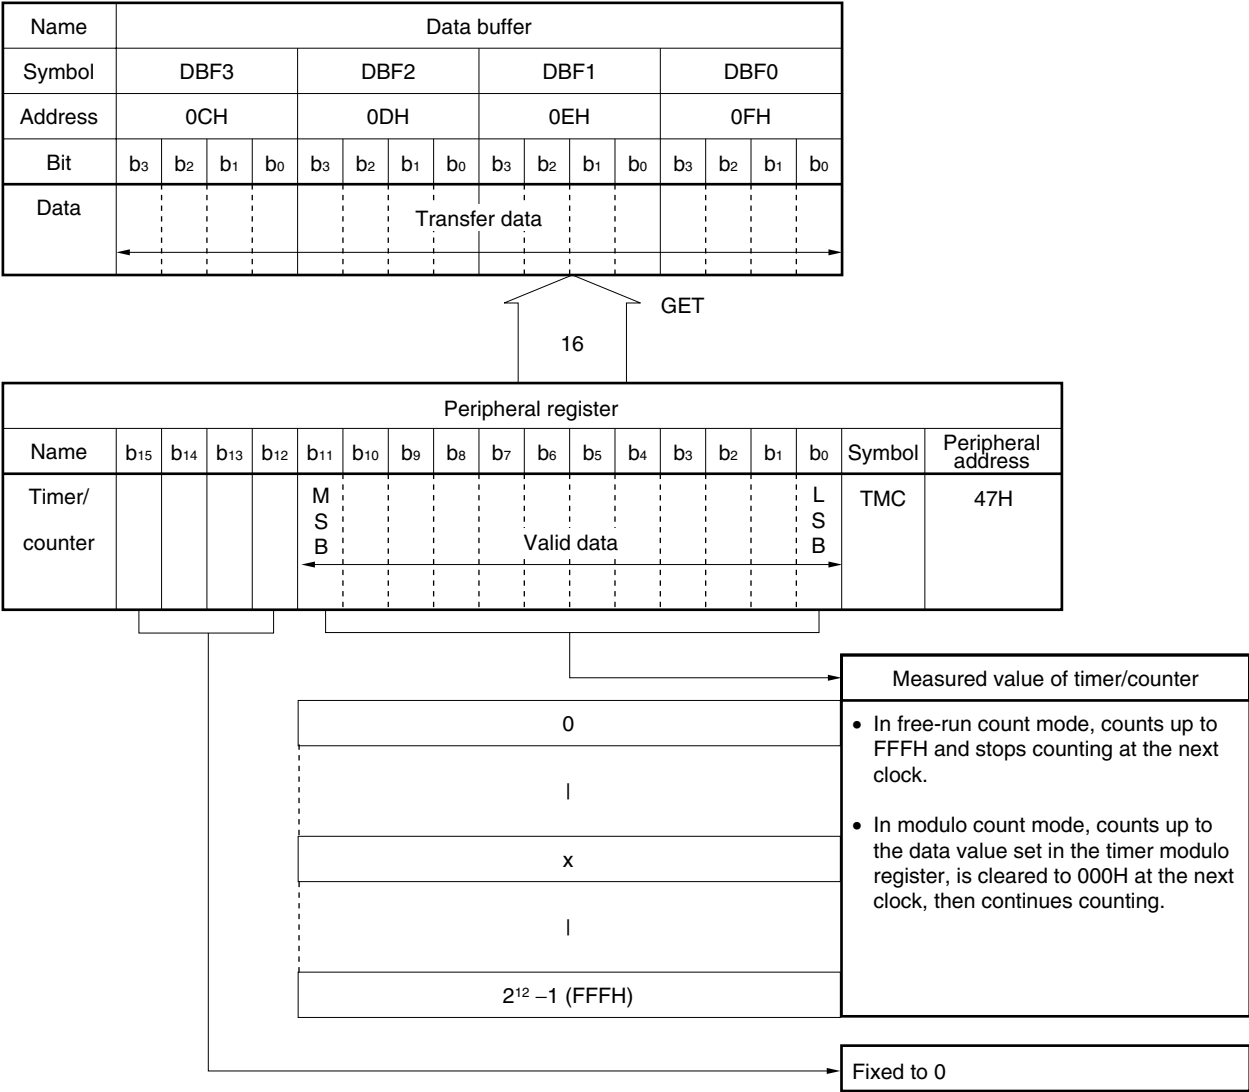 Name Data buffer
Symbol DBF3 DBF2 DBF1 DBF0
Address 0CH 0DH 0EH 0FH
Bit b3 b2 b1 b0 b3 b2 b1 b0 b3 b2 b1 b0 b3 b2 b1 b0
Data
Transfer data
GET
16
Peripheral register
Name b15 b14 b13 b12 b11 b10 b9 b8 b7 b6 b5 b4 b3 b2 b1 b0 Symbol Peripheral
address
Timer/ M L TMC 47H
S S
counter B Valid data B
Measured value of timer/counter
0
• In free-run count mode, counts up to
FFFH and stops counting at the next
clock.
|
• In modulo count mode, counts up to
the data value set in the timer modulo
x
register, is cleared to 000H at the next
clock, then continues counting.
|
2¹² –1 (FFFH)
Fixed to 0